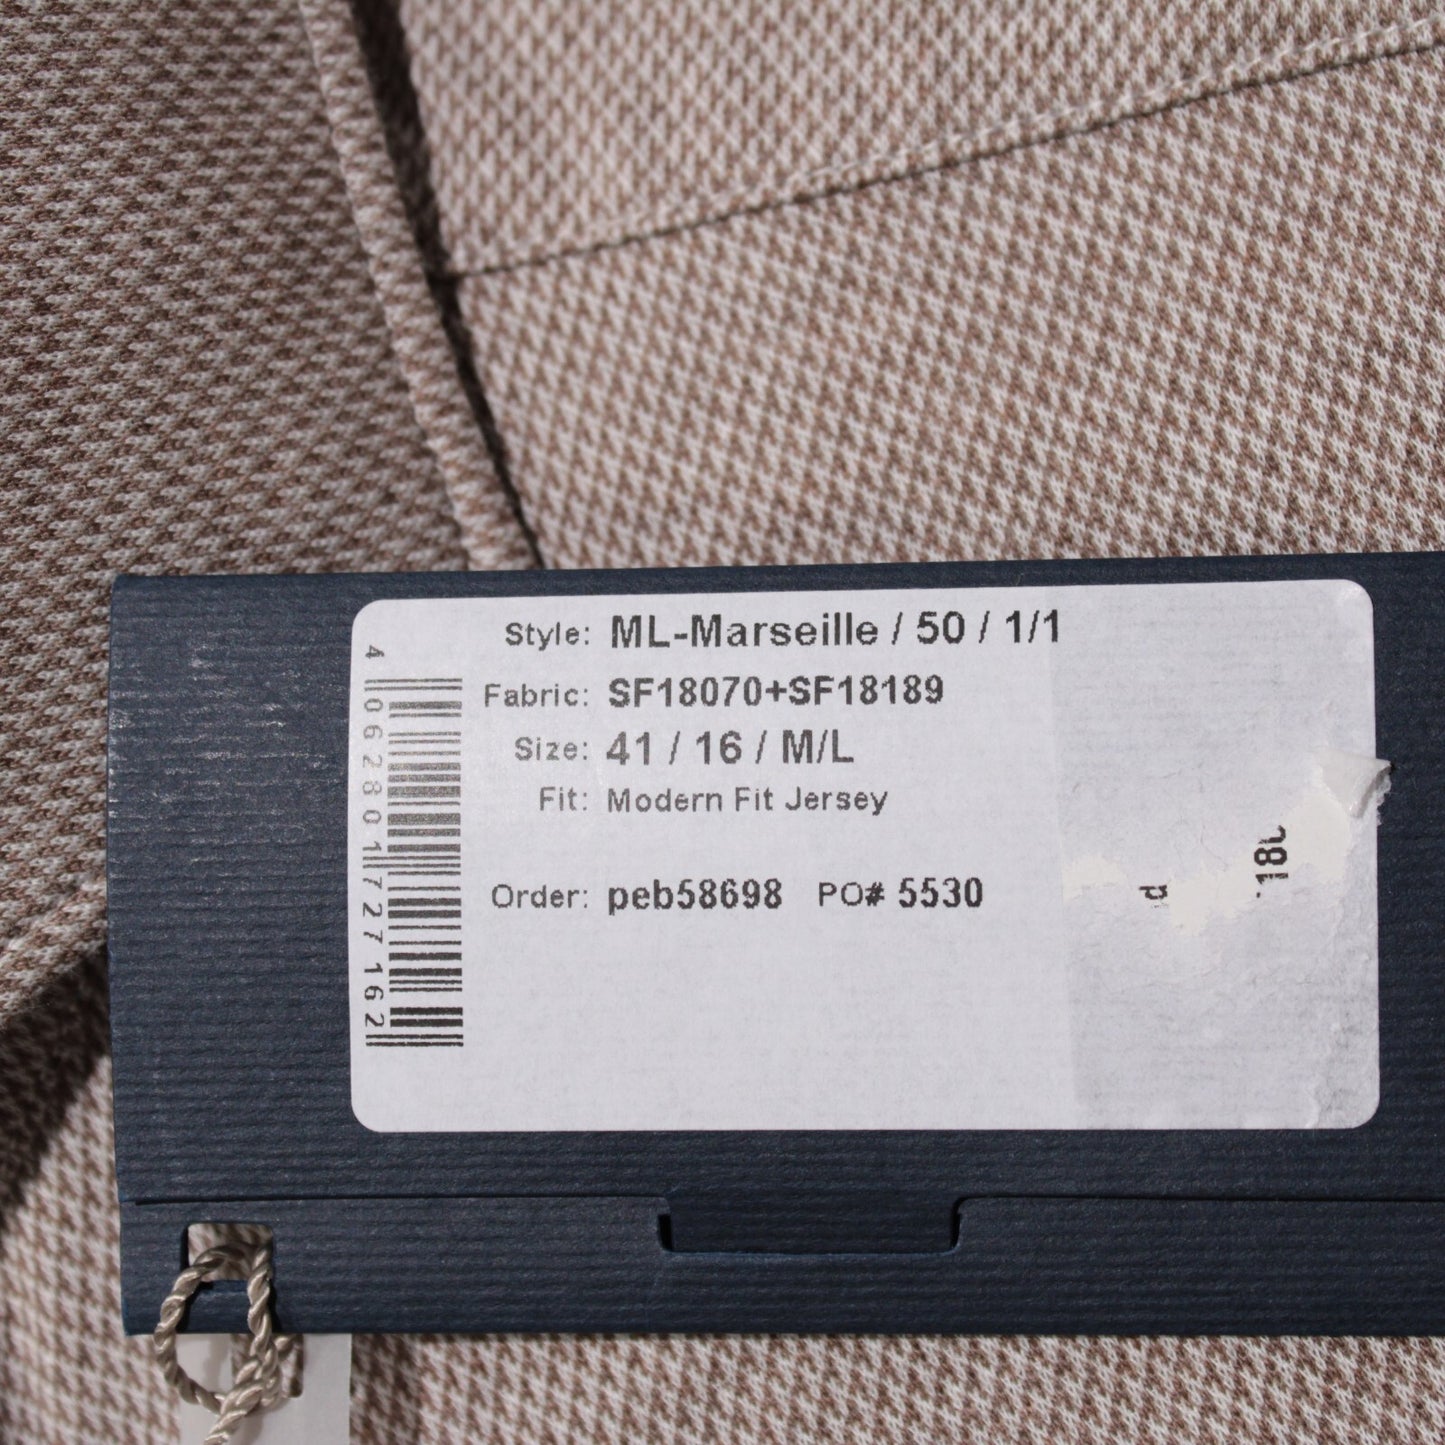 Style: ML-Marseille / 50 / 1/1
Fabric: SF18070+SF18189
Size: 41 / 16 / M/L
Fit: Modern Fit Jersey
Order: peb58698 PO# 5530
4 062801 727162